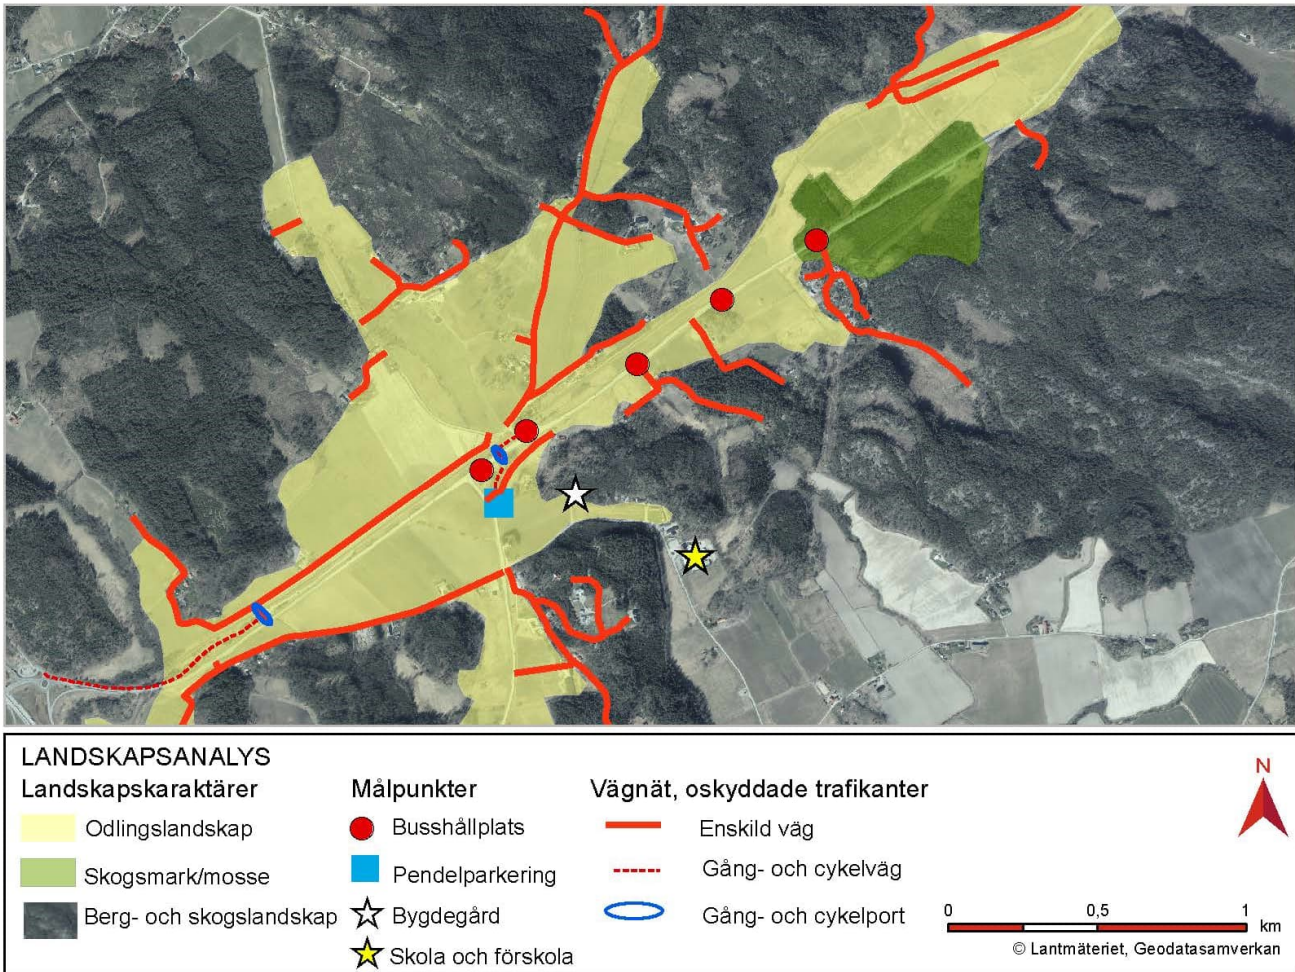 LANDSKAPSANALYS
Landskapskaraktärer
Odlingslandskap
Skogsmark/mosse
Berg- och skogslandskap
Målpunkter
Busshållplats
Pendelparkering
Bygdegård
Skola och förskola
Vägnät, oskyddade trafikanter
Enskild väg
Gång- och cykelväg
Gång- och cykelport
N
0 0,5 1
km
© Lantmäteriet, Geodatasamverkan